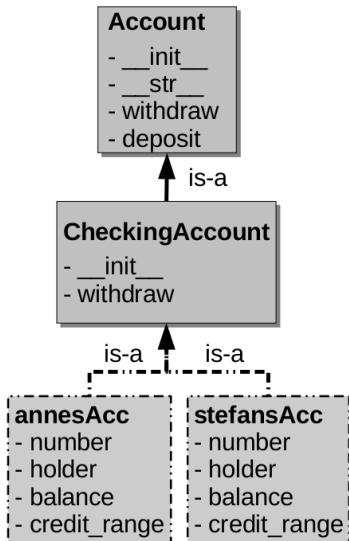 Account
- __init__
- __str__
- withdraw
- deposit
is-a
CheckingAccount
- __init__
- withdraw
is-a is-a
annesAcc
- number
- holder
- balance
- credit_range
stefansAcc
- number
- holder
- balance
- credit_range